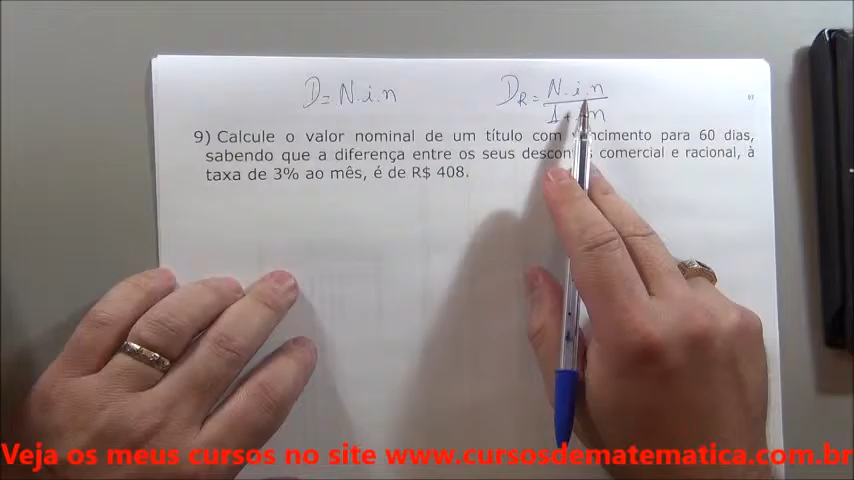 D = N.i.n
D_R = N.i.n / 1+ n
9) Calcule o valor nominal de um título com vencimento para 60 dias,
sabendo que a diferença entre os seus descontos comercial e racional, à
taxa de 3% ao mês, é de R$ 408.
Veja os meus cursos no site www.cursosdematematica.com.br